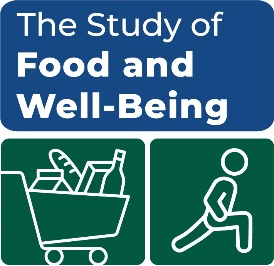 The Study of
Food and
Well-Being